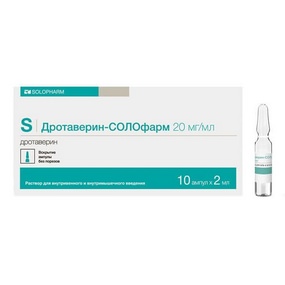 SOLOPHARM
S Дротаверин-СОЛОфарм 20 мг/мл
дротаверин
Вскрытие
ампулы
без порезов
Раствор для внутривенного и внутримышечного введения
10 ампул x 2 мл